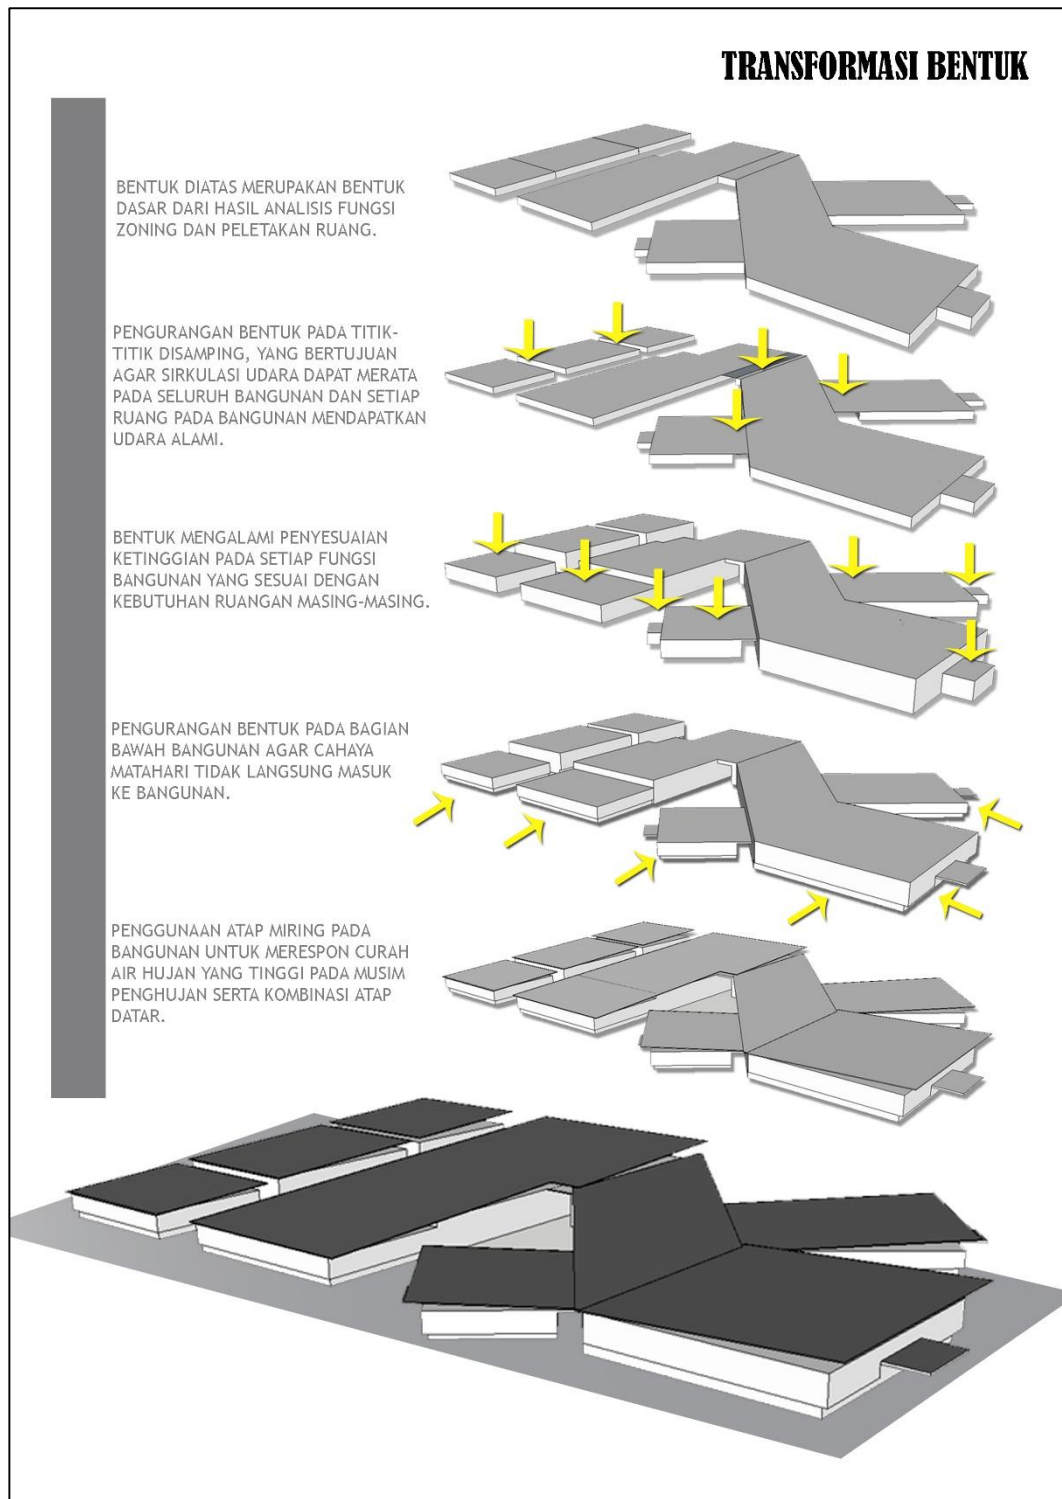 TRANSFORMASI BENTUK
BENTUK DIATAS MERUPAKAN BENTUK
DASAR DARI HASIL ANALISIS FUNGSI
ZONING DAN PELETAKAN RUANG.
PENGURANGAN BENTUK PADA TITIK-
TITIK DISAMPING, YANG BERTUJUAN
AGAR SIRKULASI UDARA DAPAT MERATA
PADA SELURUH BANGUNAN DAN SETIAP
RUANG PADA BANGUNAN MENDAPATKAN
UDARA ALAMI.
BENTUK MENGALAMI PENYESUAIAN
KETINGGIAN PADA SETIAP FUNGSI
BANGUNAN YANG SESUAI DENGAN
KEBUTUHAN RUANGAN MASING-MASING.
PENGURANGAN BENTUK PADA BAGIAN
BAWAH BANGUNAN AGAR CAHAYA
MATAHARI TIDAK LANGSUNG MASUK
KE BANGUNAN.
PENGGUNAAN ATAP MIRING PADA
BANGUNAN UNTUK MERESPON CURAH
AIR HUJAN YANG TINGGI PADA MUSIM
PENGHUJAN SERTA KOMBINASI ATAP
DATAR.